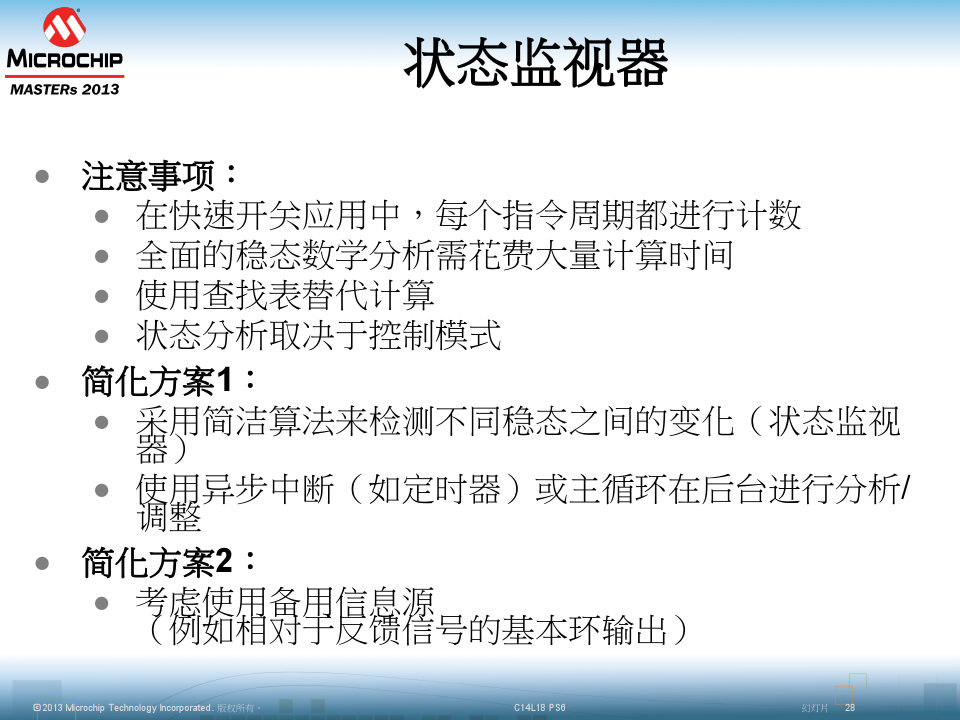 MICROCHIP
MASTERs 2013
状态监视器
注意事项：
在快速开关应用中，每个指令周期都进行计数
全面的稳态数学分析需花费大量计算时间
使用查找表替代计算
状态分析取决于控制模式
简化方案1：
采用简洁算法来检测不同稳态之间的变化（状态监视
器）
使用异步中断（如定时器）或主循环在后台进行分析/
调整
简化方案2：
考虑使用备用信息源
（例如相对于反馈信号的基本环输出）
©2013 Microchip Technology Incorporated. 版权所有。
C14L18 PS6
幻灯片 28